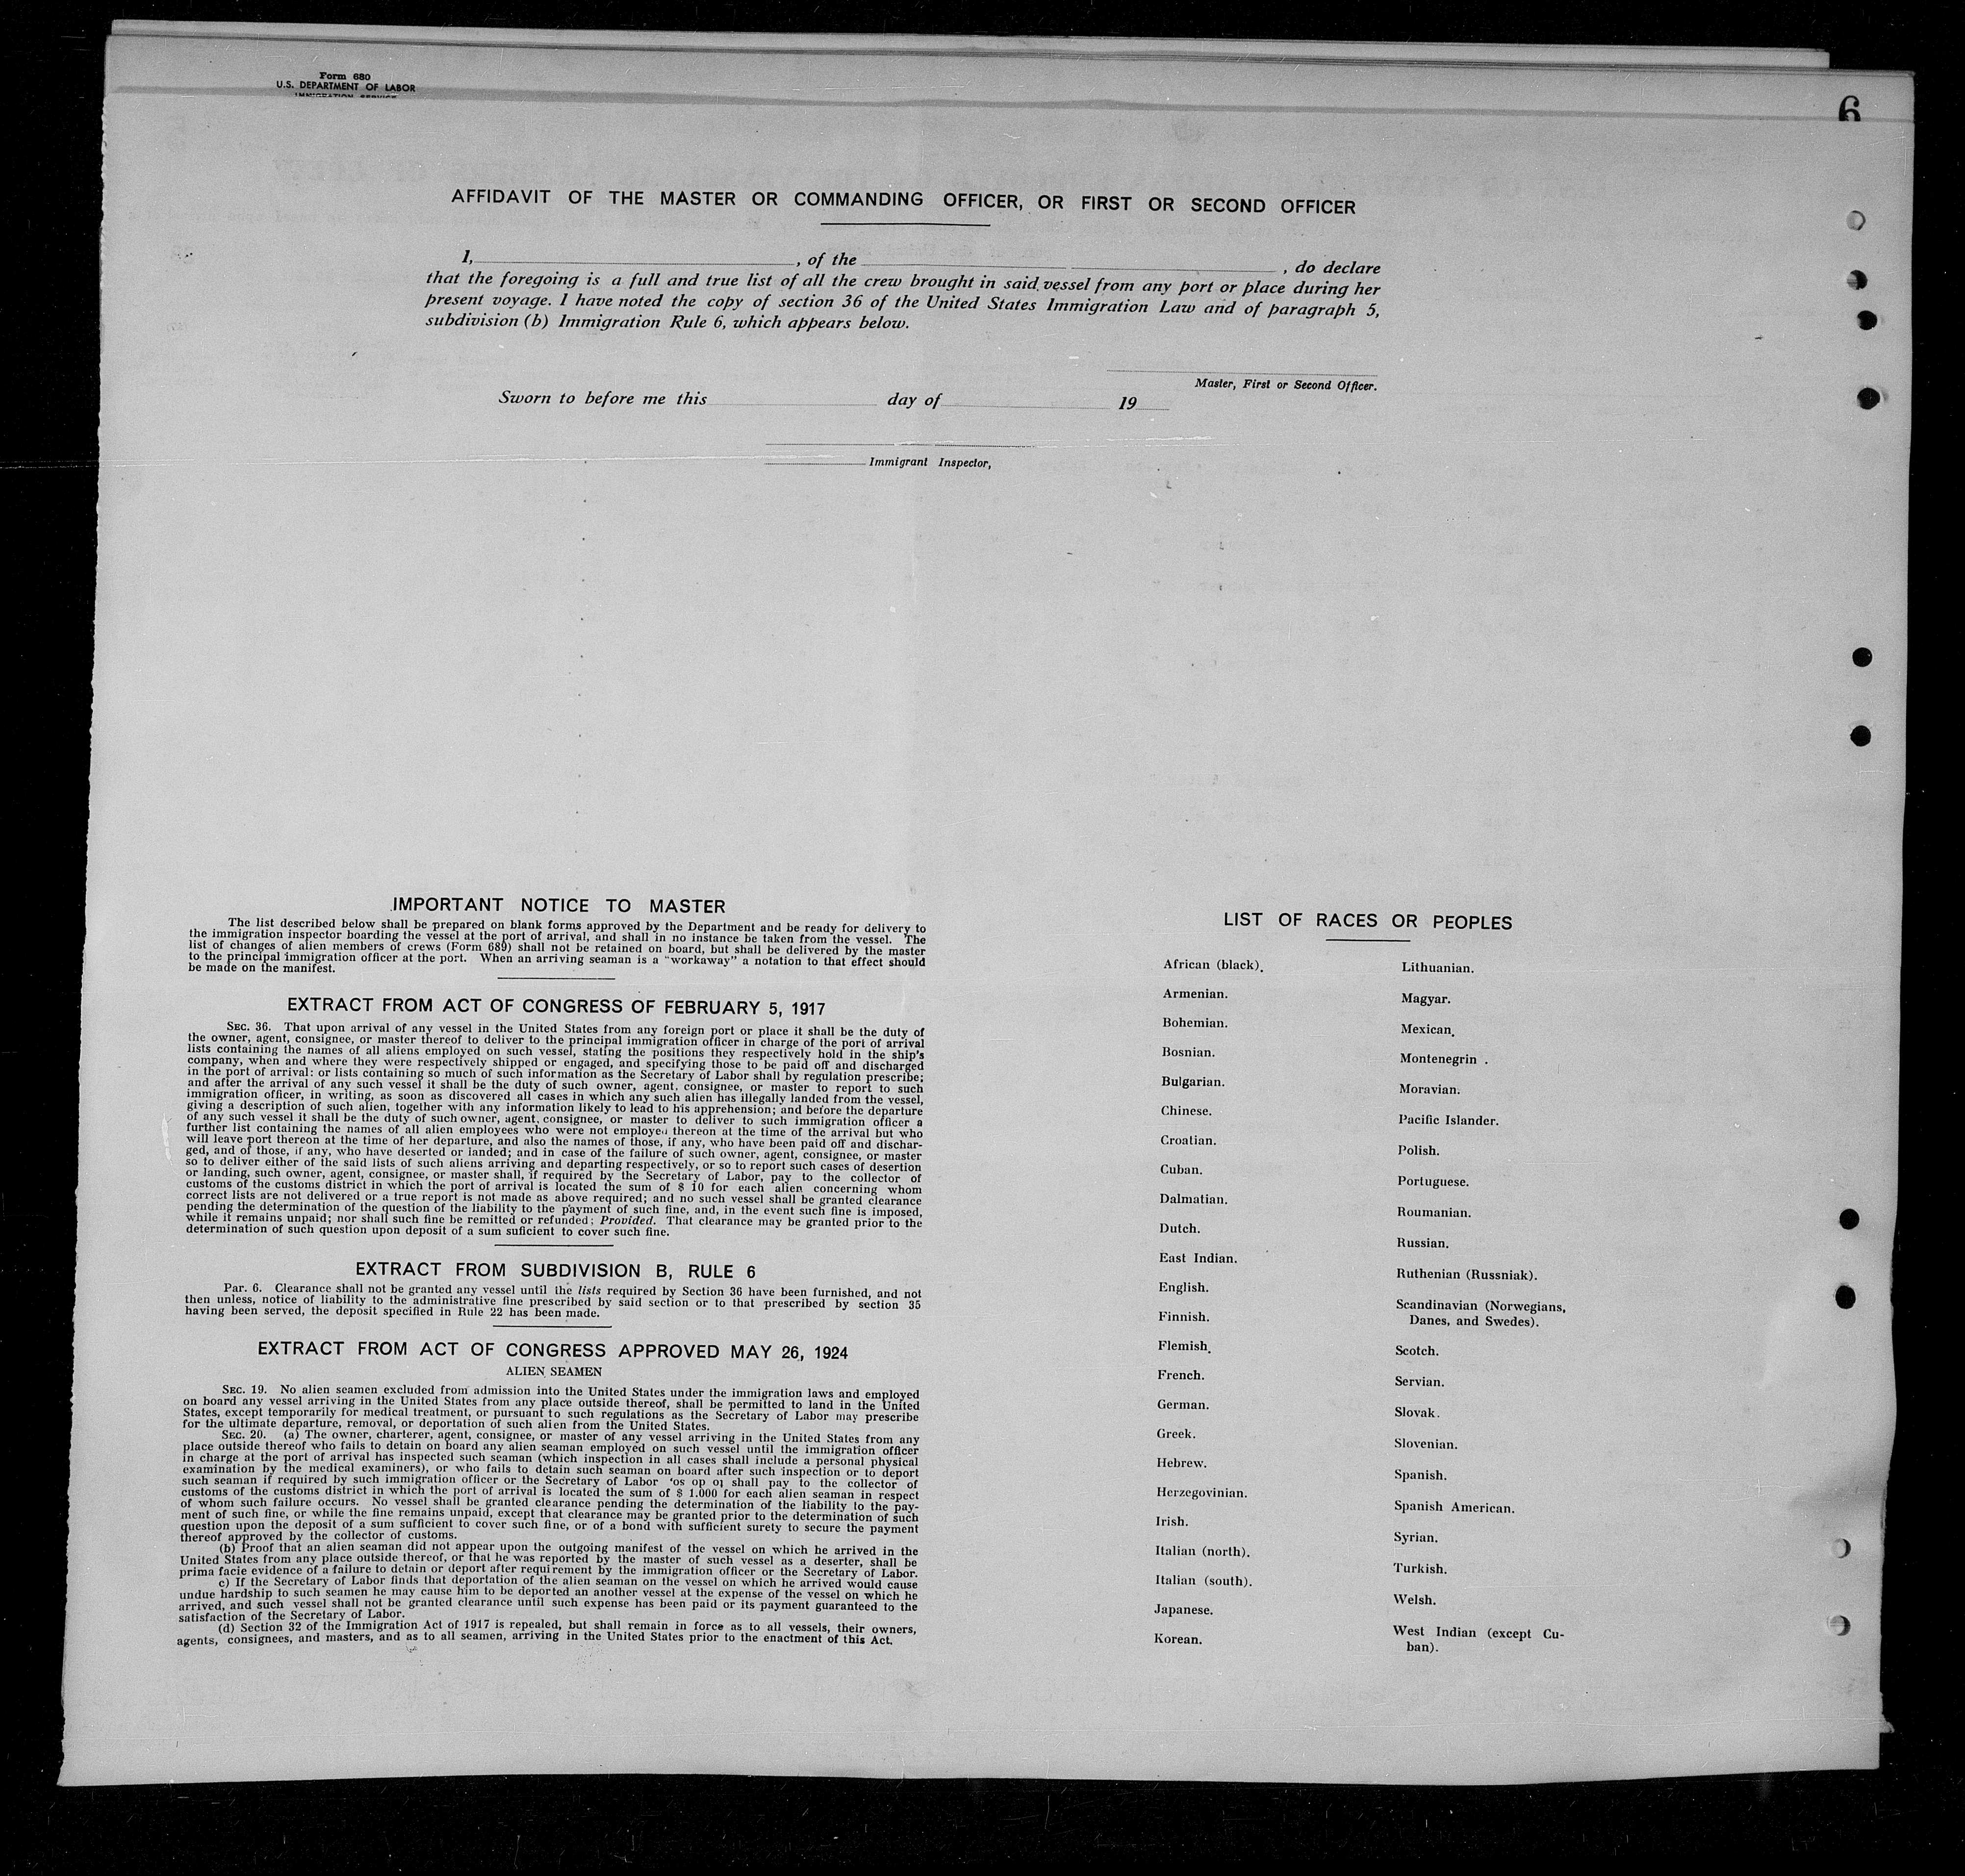 Form 680
U.S. DEPARTMENT OF LABOR
IMMIGRATION SERVICE
6
AFFIDAVIT OF THE MASTER OR COMMANDING OFFICER, OR FIRST OR SECOND OFFICER
I, , of the , do declare
that the foregoing is a full and true list of all the crew brought in said vessel from any port or place during her
present voyage. I have noted the copy of section 36 of the United States Immigration Law and of paragraph 5,
subdivision (b) Immigration Rule 6, which appears below.
Master, First or Second Officer.
Sworn to before me this day of 19
Immigrant Inspector,
IMPORTANT NOTICE TO MASTER
The list described below shall be prepared on blank forms approved by the Department and be ready for delivery to
the immigration inspector boarding the vessel at the port of arrival, and shall in no instance be taken from the vessel. The
list of changes of alien members of crews (Form 689) shall not be retained on board, but shall be delivered by the master
to the principal immigration officer at the port. When an arriving seaman is a "workaway" a notation to that effect should
be made on the manifest.
EXTRACT FROM ACT OF CONGRESS OF FEBRUARY 5, 1917
SEC. 36. That upon arrival of any vessel in the United States from any foreign port or place it shall be the duty of
the owner, agent, consignee, or master thereof to deliver to the principal immigration officer in charge of the port of arrival
lists containing the names of all aliens employed on such vessel, stating the positions they respectively hold in the ship's
company, when and where they were respectively shipped or engaged, and specifying those to be paid off and discharged
in the port of arrival: or lists containing so much of such information as the Secretary of Labor shall by regulation prescribe;
and after the arrival of any such vessel it shall be the duty of such owner, agent, consignee, or master to report to such
immigration officer, in writing, as soon as discovered all cases in which any such alien has illegally landed from the vessel,
giving a description of such alien, together with any information likely to lead to his apprehension; and before the departure
of any such vessel it shall be the duty of such owner, agent, consignee, or master to deliver to such immigration officer a
further list containing the names of all alien employees who were not employed thereon at the time of the arrival but who
will leave port thereon at the time of her departure, and also the names of those, if any, who have been paid off and dischar-
ged, and of those, if any, who have deserted or landed; and in case of the failure of such owner, agent, consignee, or master
so to deliver either of the said lists of such aliens arriving and departing respectively, or so to report such cases of desertion
or landing, such owner, agent, consignee, or master shall, if required by the Secretary of Labor, pay to the collector of
customs of the customs district in which the port of arrival is located the sum of $ 10 for each alien concerning whom
correct lists are not delivered or a true report is not made as above required; and no such vessel shall be granted clearance
pending the determination of the question of the liability to the payment of such fine, and, in the event such fine is imposed,
while it remains unpaid; nor shall such fine be remitted or refunded; Provided. That clearance may be granted prior to the
determination of such question upon deposit of a sum suficient to cover such fine.
EXTRACT FROM SUBDIVISION B, RULE 6
Par. 6. Clearance shall not be granted any vessel until the lists required by Section 36 have been furnished, and not
then unless, notice of liability to the administrative fine prescribed by said section or to that prescribed by section 35
having been served, the deposit specified in Rule 22 has been made.
EXTRACT FROM ACT OF CONGRESS APPROVED MAY 26, 1924
ALIEN SEAMEN
SEC. 19. No alien seamen excluded from admission into the United States under the immigration laws and employed
on board any vessel arriving in the United States from any place outside thereof, shall be permitted to land in the United
States, except temporarily for medical treatment, or pursuant to such regulations as the Secretary of Labor may prescribe
for the ultimate departure, removal, or deportation of such alien from the United States.
SEC. 20. (a) The owner, charterer, agent, consignee, or master of any vessel arriving in the United States from any
place outside thereof who fails to detain on board any alien seaman employed on such vessel until the immigration officer
in charge at the port of arrival has inspected such seaman (which inspection in all cases shall include a personal physical
examination by the medical examiners), or who fails to detain such seaman on board after such inspection or to deport
such seaman if required by such immigration officer or the Secretary of Labor 'os op oʇ shall pay to the collector of
customs of the customs district in which the port of arrival is located the sum of $ 1.000 for each alien seaman in respect
of whom such failure occurs. No vessel shall be granted clearance pending the determination of the liability to the pay-
ment of such fine, or while the fine remains unpaid, except that clearance may be granted prior to the determination of such
question upon the deposit of a sum sufficient to cover such fine, or of a bond with sufficient surety to secure the payment
thereof approved by the collector of customs.
(b) Proof that an alien seaman did not appear upon the outgoing manifest of the vessel on which he arrived in the
United States from any place outside thereof, or that he was reported by the master of such vessel as a deserter, shall be
prima facie evidence of a failure to detain or deport after requirement by the immigration officer or the Secretary of Labor.
c) If the Secretary of Labor finds that deportation of the alien seaman on the vessel on which he arrived would cause
undue hardship to such seamen he may cause him to be deported an another vessel at the expense of the vessel on which he
arrived, and such vessel shall not be granted clearance until such expense has been paid or its payment guaranteed to the
satisfaction of the Secretary of Labor.
(d) Section 32 of the Immigration Act of 1917 is repealed, but shall remain in force as to all vessels, their owners,
agents, consignees, and masters, and as to all seamen, arriving in the United States prior to the enactment of this Act.
LIST OF RACES OR PEOPLES
African (black).
Armenian.
Bohemian.
Bosnian.
Bulgarian.
Chinese.
Croatian.
Cuban.
Dalmatian.
Dutch.
East Indian.
English.
Finnish.
Flemish.
French.
German.
Greek.
Hebrew.
Herzegovinian.
Irish.
Italian (north).
Italian (south).
Japanese.
Korean.
Lithuanian.
Magyar.
Mexican.
Montenegrin .
Moravian.
Pacific Islander.
Polish.
Portuguese.
Roumanian.
Russian.
Ruthenian (Russniak).
Scandinavian (Norwegians,
Danes, and Swedes).
Scotch.
Servian.
Slovak.
Slovenian.
Spanish.
Spanish American.
Syrian.
Turkish.
Welsh.
West Indian (except Cu-
ban).